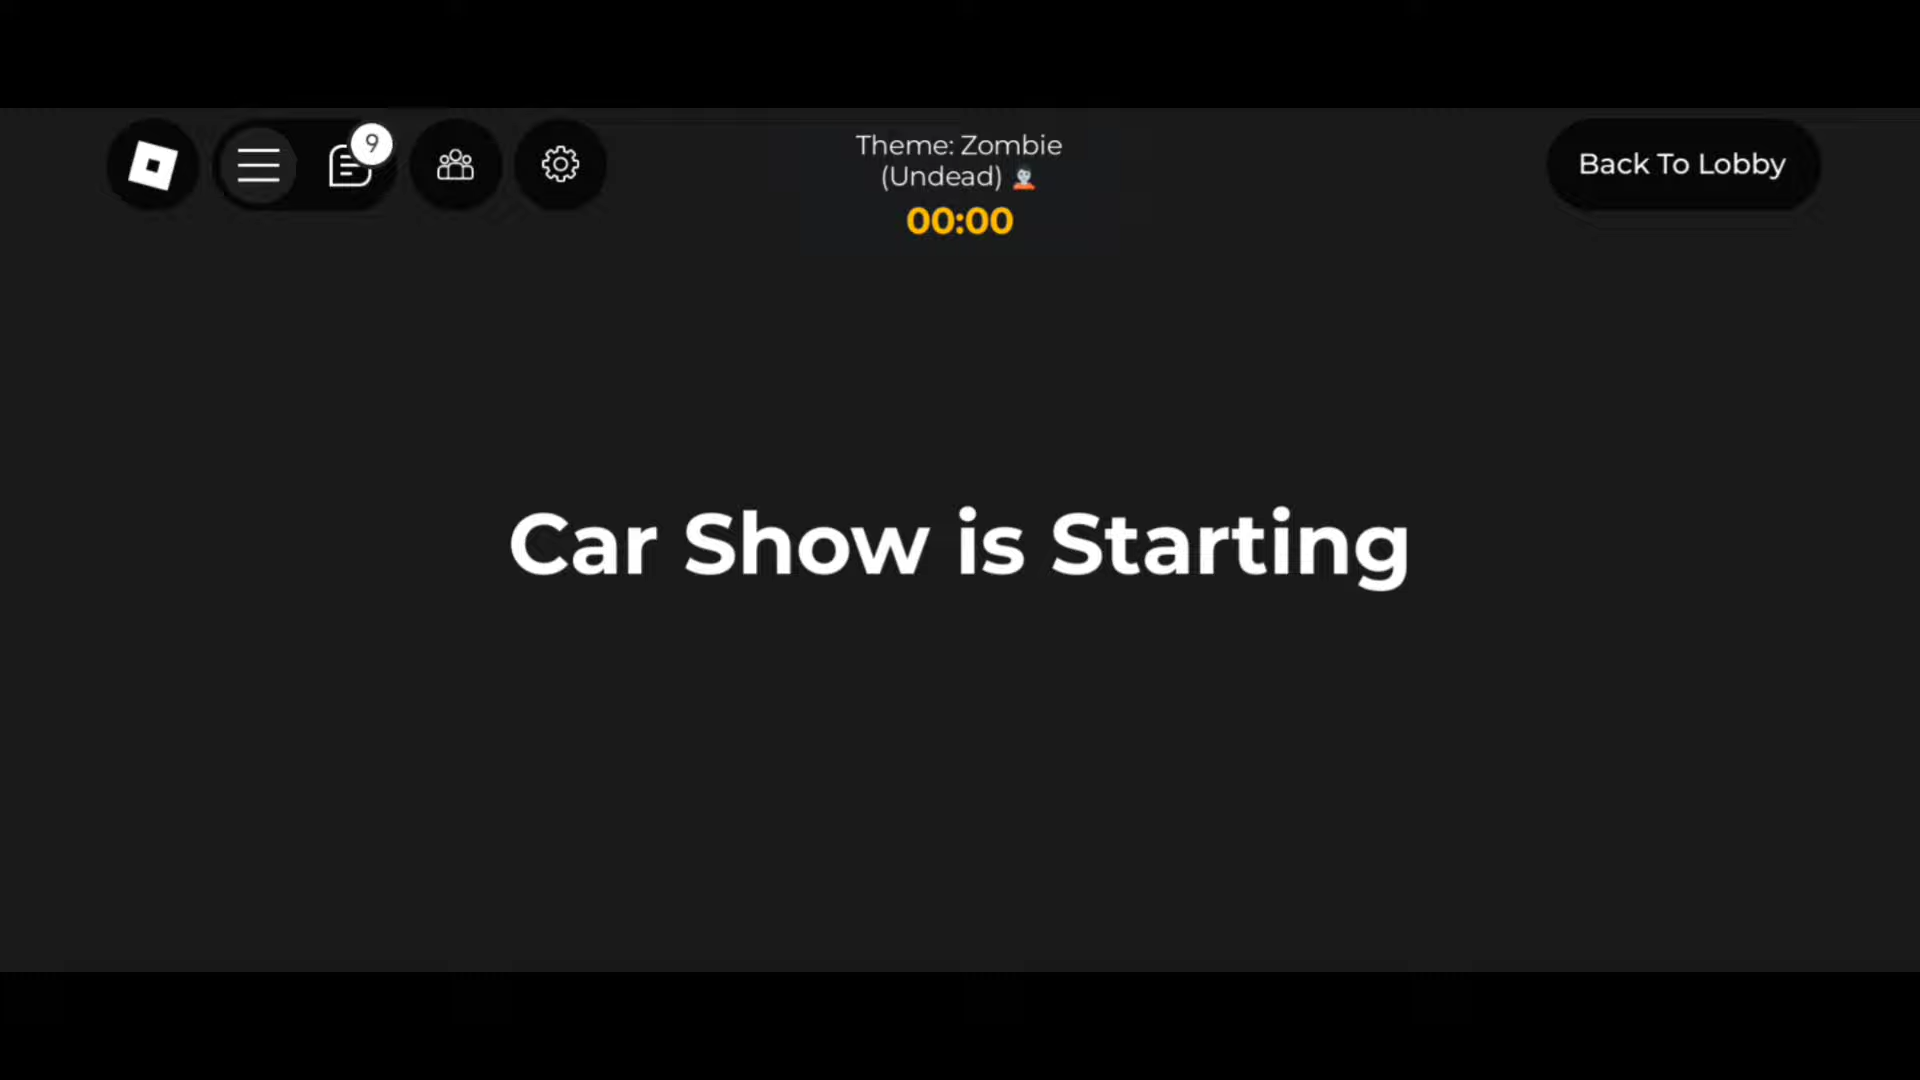 9
Theme: Zombie
(Undead) 🧟
00:00
Back To Lobby
Car Show is Starting